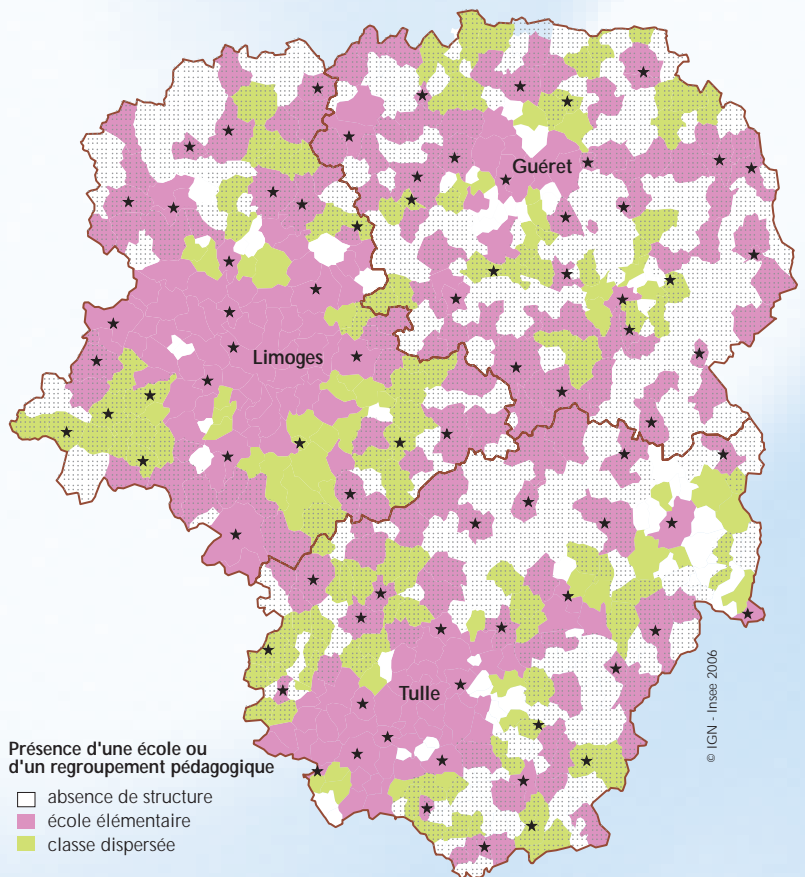 Guéret
Limoges
Tulle
© IGN - Insee 2006
Présence d'une école ou
d'un regroupement pédagogique
absence de structure
école élémentaire
classe dispersée